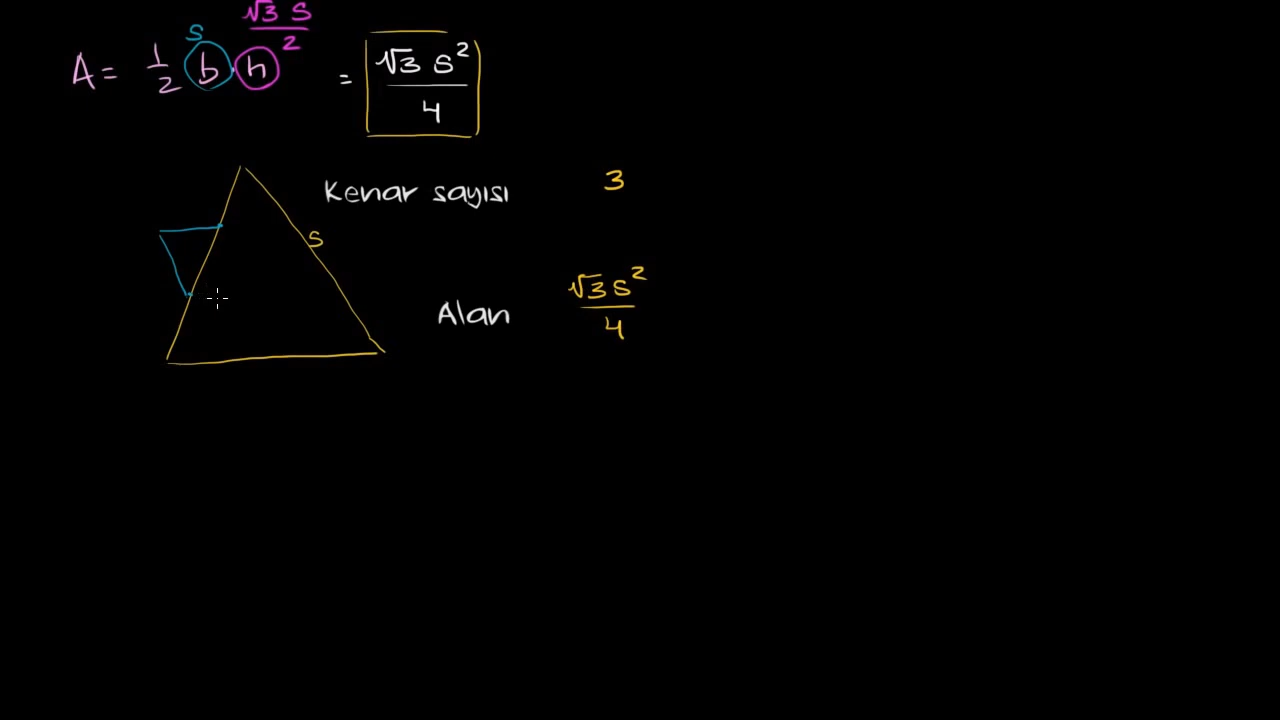 s √3 s / 2
A = 1/2 b · h = √3 s² / 4
Kenar sayısı 3
s
Alan √3 s² / 4